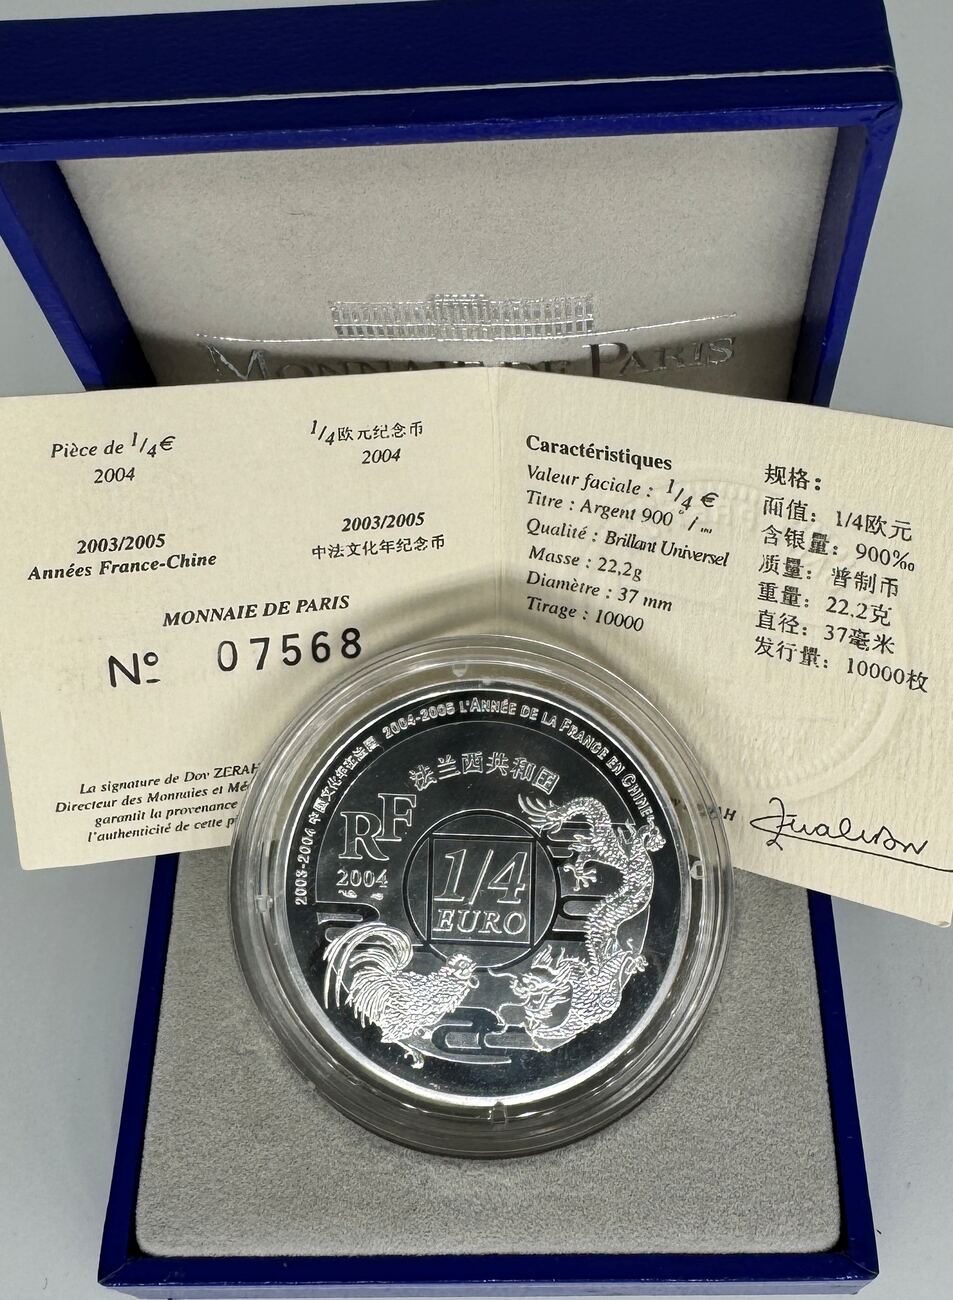 MONNAIE DE PARIS
Pièce de 1/4€
2004
1/4欧元纪念币
2004
2003/2005
Années France-Chine
2003/2005
中法文化年纪念币
MONNAIE DE PARIS
Nº 07568
La signature de Dov ZERAH
Directeur des Monnaies et Mé
garantit la provenance
l'authenticité de cette p
Caractéristiques
Valeur faciale : 1/4 €
Titre : Argent 900°/
Qualité : Brillant Universel
Masse : 22,2g
Diamètre : 37 mm
Tirage : 10000
规格：
面值：1/4欧元
含银量：900‰
质量：普制币
重量：22.2克
直径：37毫米
发行量：10000枚
2003-2004 中国文化年在法国 2004-2005 L'ANNÉE DE LA FRANCE EN CHINE
法兰西共和国
RF
2004
1/4
EURO